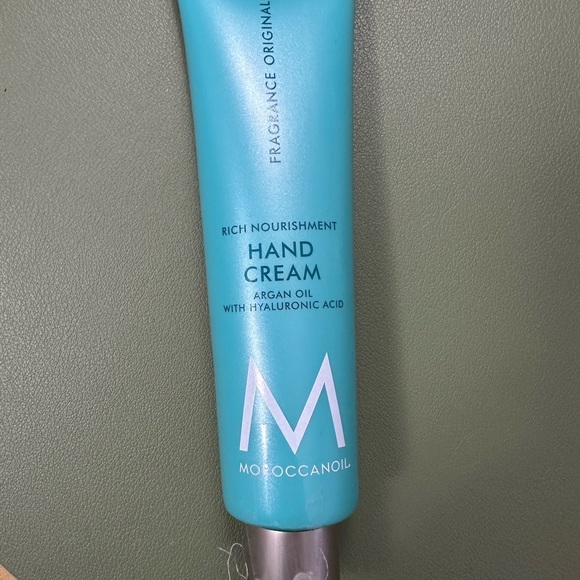 FRAGRANCE ORIGINAL
RICH NOURISHMENT
HAND
CREAM
ARGAN OIL
WITH HYALURONIC ACID
M
MOROCCANOIL